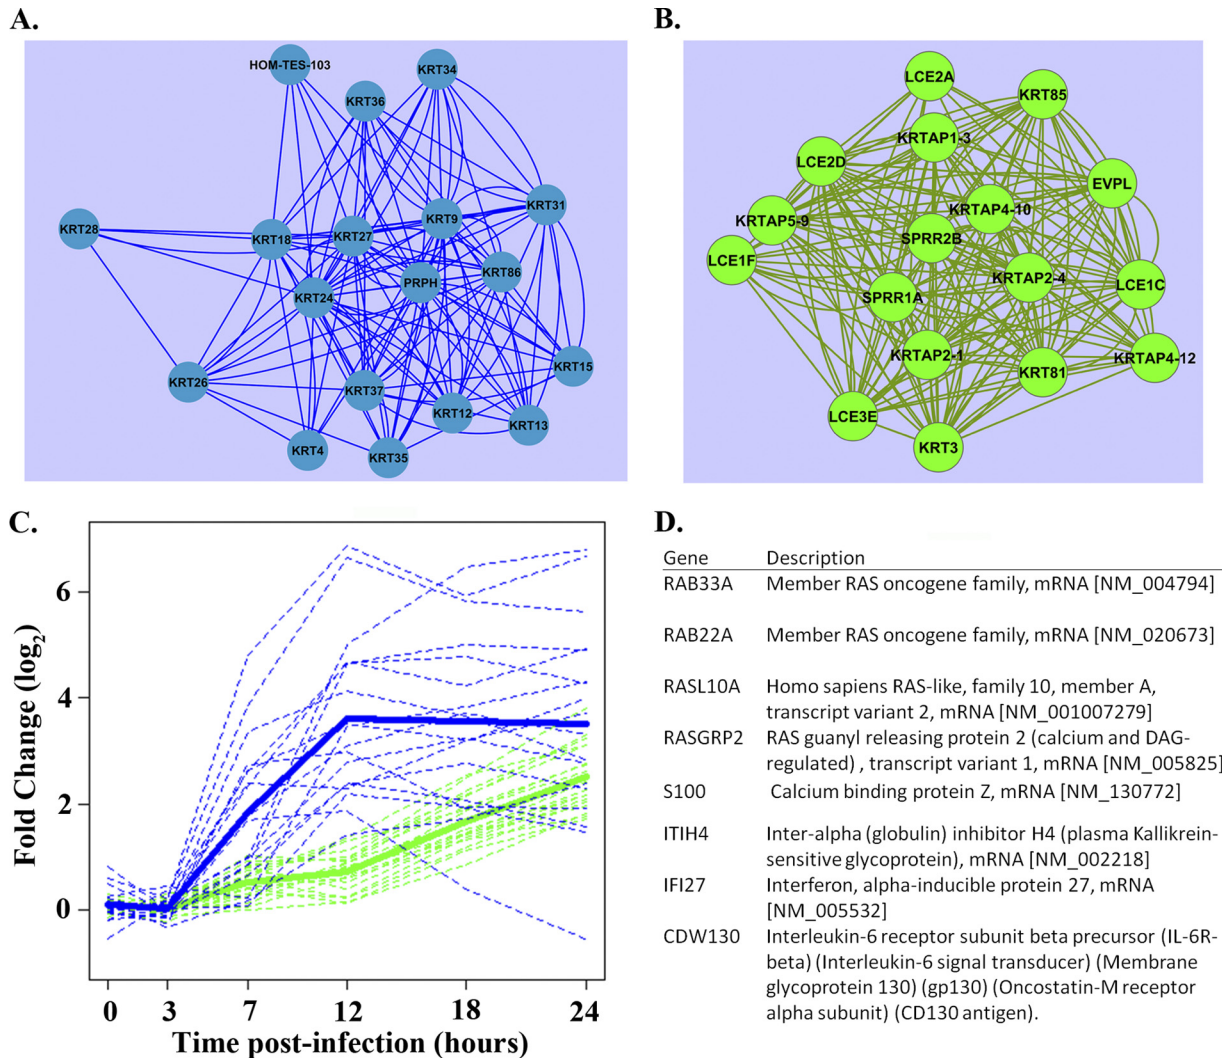 A.
HOM-TES-103
KRT34
KRT36
KRT31
KRT9
KRT28
KRT18
KRT27
KRT86
PRPH
KRT24
KRT15
KRT26
KRT37
KRT12
KRT13
KRT4
KRT35
B.
LCE2A
KRT85
KRTAP1-3
LCE2D
EVPL
KRTAP4-10
KRTAP5-9
SPRR2B
LCE1F
KRTAP2-4
LCE1C
SPRR1A
KRTAP2-1
KRTAP4-12
KRT81
LCE3E
KRT3
C.
Fold Change (log2)
6
4
2
0
0 3 7 12 18 24
Time post-infection (hours)
D.
Gene Description
RAB33A Member RAS oncogene family, mRNA [NM_004794]
RAB22A Member RAS oncogene family, mRNA [NM_020673]
RASL10A Homo sapiens RAS-like, family 10, member A,
transcript variant 2, mRNA [NM_001007279]
RASGRP2 RAS guanyl releasing protein 2 (calcium and DAG-
regulated) , transcript variant 1, mRNA [NM_005825]
S100 Calcium binding protein Z, mRNA [NM_130772]
ITIH4 Inter-alpha (globulin) inhibitor H4 (plasma Kallikrein-
sensitive glycoprotein), mRNA [NM_002218]
IFI27 Interferon, alpha-inducible protein 27, mRNA
[NM_005532]
CDW130 Interleukin-6 receptor subunit beta precursor (IL-6R-
beta) (Interleukin-6 signal transducer) (Membrane
glycoprotein 130) (gp130) (Oncostatin-M receptor
alpha subunit) (CD130 antigen).